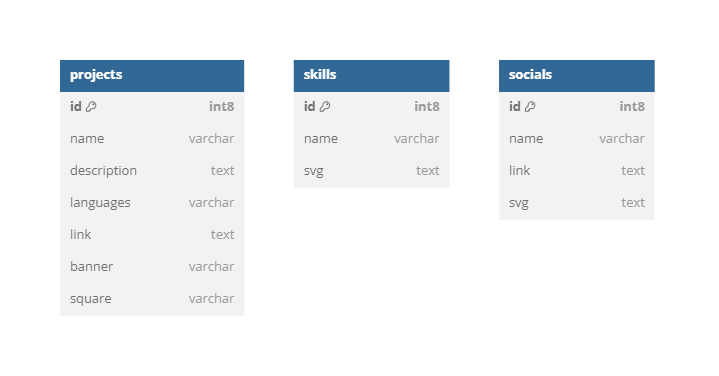 projects
id int8
name varchar
description text
languages varchar
link text
banner varchar
square varchar
skills
id int8
name varchar
svg text
socials
id int8
name varchar
link text
svg text